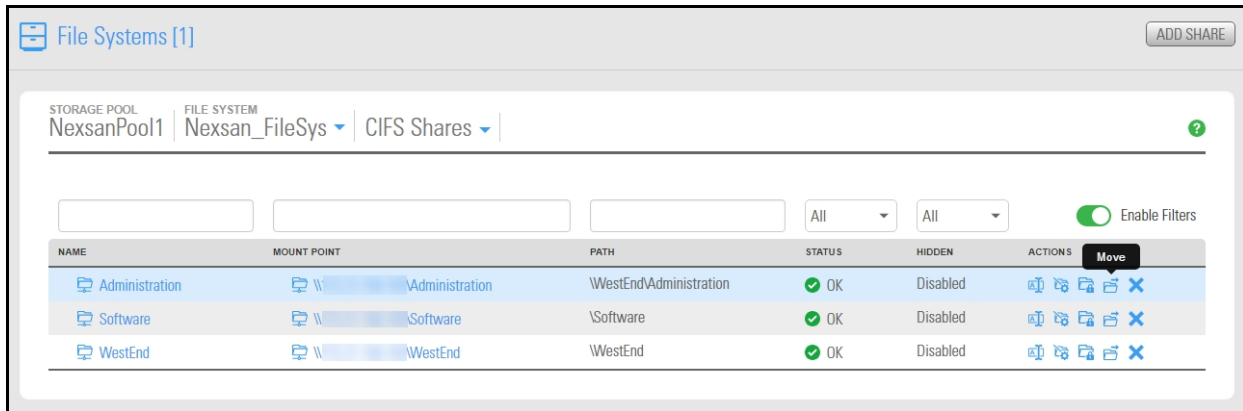 File Systems [1]
ADD SHARE
STORAGE POOL FILE SYSTEM
NexsanPool1 Nexsan_FileSys CIFS Shares
?
All All Enable Filters
NAME MOUNT POINT PATH STATUS HIDDEN ACTIONS
Move
Administration \\ \Administration \WestEnd\Administration OK Disabled
Software \\ \Software \Software OK Disabled
WestEnd \\ \WestEnd \WestEnd OK Disabled